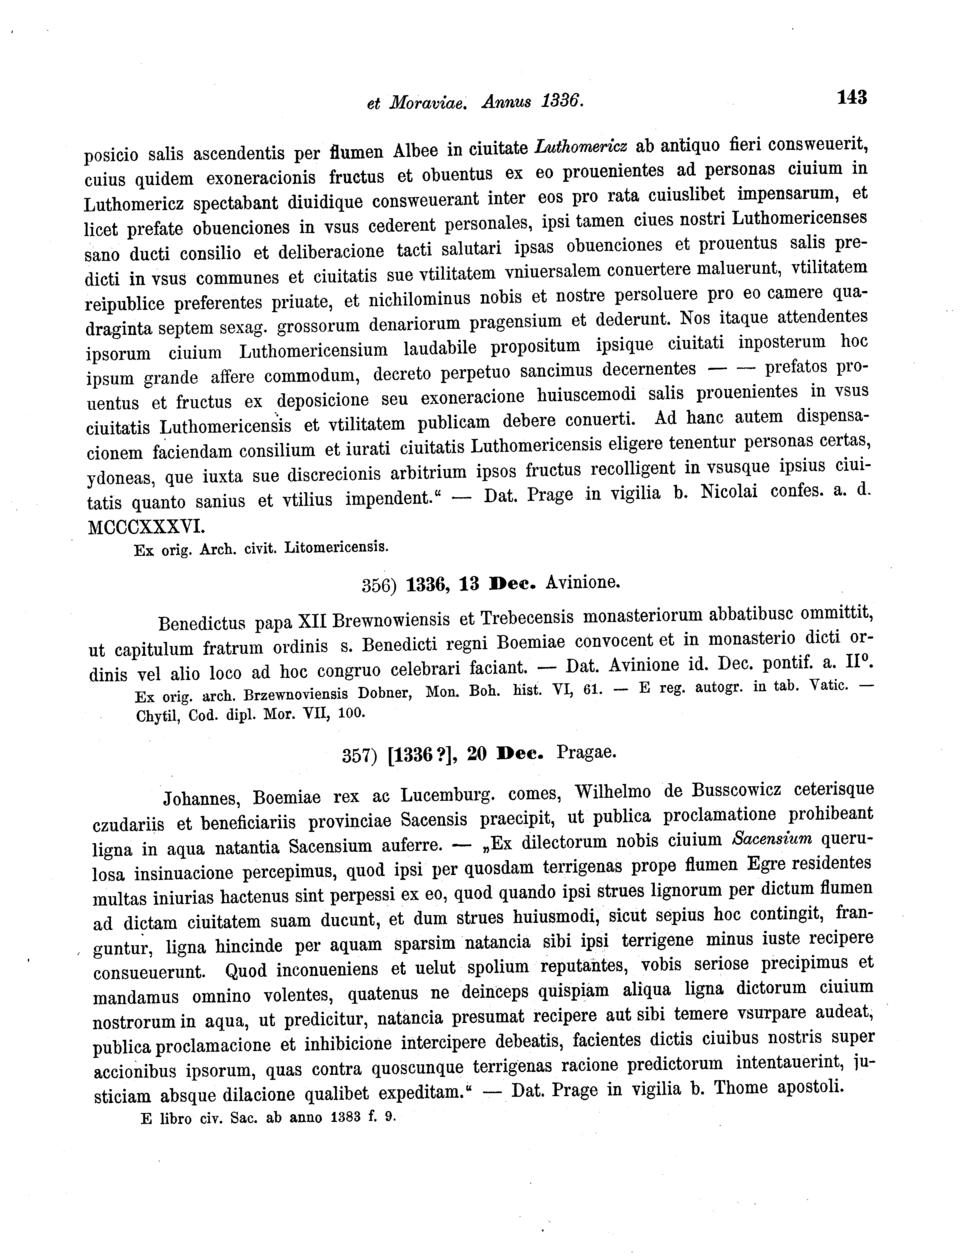 et Moraviae. Annus 1336. 143
posicio salis ascendentis per flumen Albee in ciuitate Luthomericz ab antiquo fieri consweuerit,
cuius quidem exoneracionis fructus et obuentus ex eo prouenientes ad personas ciuium in
Luthomericz spectabant diuidique consweuerant inter eos pro rata cuiuslibet impensarum, et
licet prefate obuenciones in vsus cederent personales, ipsi tamen ciues nostri Luthomericenses
sano ducti consilio et deliberacione tacti salutari ipsas obuenciones et prouentus salis pre-
dicti in vsus communes et ciuitatis sue vtilitatem vniuersalem conuertere maluerunt, vtilitatem
reipublice preferentes priuate, et nichilominus nobis et nostre persoluere pro eo camere qua-
draginta septem sexag. grossorum denariorum pragensium et dederunt. Nos itaque attendentes
ipsorum ciuium Luthomericensium laudabile propositum ipsique ciuitati inposterum hoc
ipsum grande affere commodum, decreto perpetuo sancimus decernentes — — prefatos pro-
uentus et fructus ex deposicione seu exoneracione huiuscemodi salis prouenientes in vsus
ciuitatis Luthomericensis et vtilitatem publicam debere conuerti. Ad hanc autem dispensa-
cionem faciendam consilium et iurati ciuitatis Luthomericensis eligere tenentur personas certas,
ydoneas, que iuxta sue discrecionis arbitrium ipsos fructus recolligent in vsusque ipsius ciui-
tatis quanto sanius et vtilius impendent.“ — Dat. Prage in vigilia b. Nicolai confes. a. d.
MCCCXXXVI.
Ex orig. Arch. civit. Litomericensis.
356) 1336, 13 Dec. Avinione.
Benedictus papa XII Brewnowiensis et Trebecensis monasteriorum abbatibusc ommittit,
ut capitulum fratrum ordinis s. Benedicti regni Boemiae convocent et in monasterio dicti or-
dinis vel alio loco ad hoc congruo celebrari faciant. — Dat. Avinione id. Dec. pontif. a. IIº.
Ex orig. arch. Brzewnoviensis Dobner, Mon. Boh. hist. VI, 61. — E reg. autogr. in tab. Vatic. —
Chytil, Cod. dipl. Mor. VII, 100.
357) [1336?], 20 Dec. Pragae.
Johannes, Boemiae rex ac Lucemburg. comes, Wilhelmo de Busscowicz ceterisque
czudariis et beneficiariis provinciae Sacensis praecipit, ut publica proclamatione prohibeant
ligna in aqua natantia Sacensium auferre. — „Ex dilectorum nobis ciuium Sacensium queru-
losa insinuacione percepimus, quod ipsi per quosdam terrigenas prope flumen Egre residentes
multas iniurias hactenus sint perpessi ex eo, quod quando ipsi strues lignorum per dictum flumen
ad dictam ciuitatem suam ducunt, et dum strues huiusmodi, sicut sepius hoc contingit, fran-
guntur, ligna hincinde per aquam sparsim natancia sibi ipsi terrigene minus iuste recipere
consueuerunt. Quod inconueniens et uelut spolium reputantes, vobis seriose precipimus et
mandamus omnino volentes, quatenus ne deinceps quispiam aliqua ligna dictorum ciuium
nostrorum in aqua, ut predicitur, natancia presumat recipere aut sibi temere vsurpare audeat,
publica proclamacione et inhibicione intercipere debeatis, facientes dictis ciuibus nostris super
accionibus ipsorum, quas contra quoscunque terrigenas racione predictorum intentauerint, ju-
sticiam absque dilacione qualibet expeditam.“ — Dat. Prage in vigilia b. Thome apostoli.
E libro civ. Sac. ab anno 1383 f. 9.